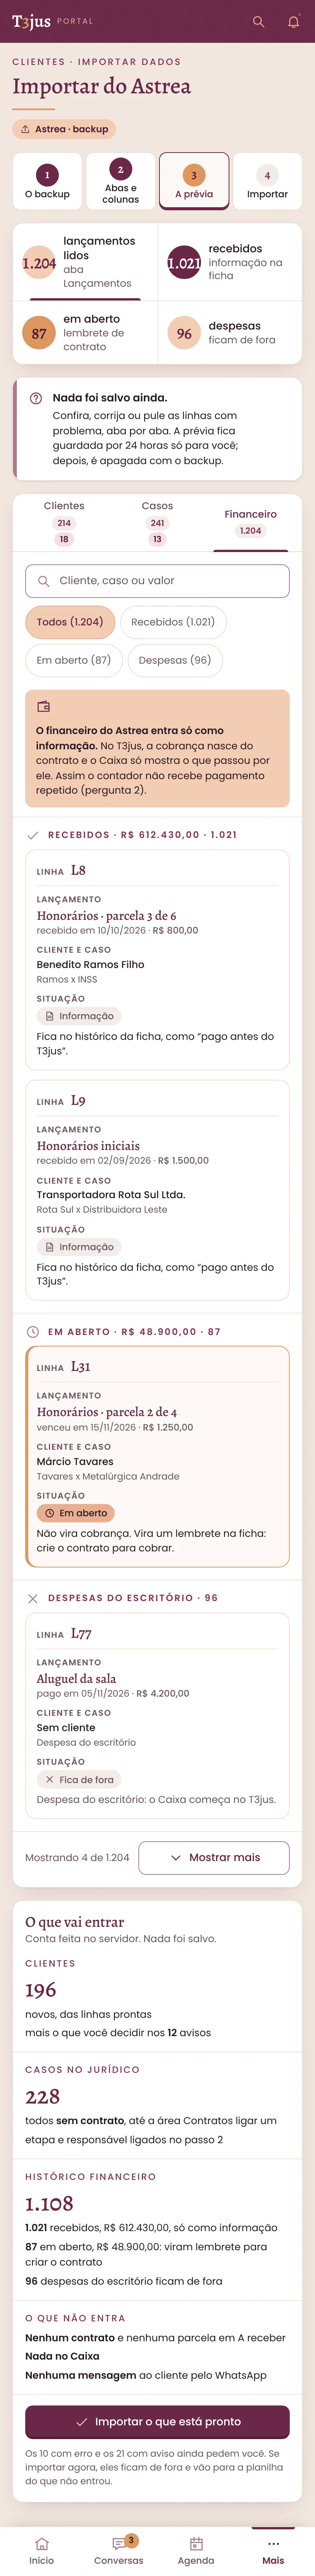 T3jus PORTAL
CLIENTES · IMPORTAR DADOS
Importar do Astrea
Astrea · backup
1
O backup
2
Abas e
colunas
3
A prévia
4
Importar
1.204
lançamentos
lidos
aba
Lançamentos
1.021
recebidos
informação na
ficha
87
em aberto
lembrete de
contrato
96
despesas
ficam de fora
Nada foi salvo ainda.
Confira, corrija ou pule as linhas com
problema, aba por aba. A prévia fica
guardada por 24 horas só para você;
depois, é apagada com o backup.
Clientes
214
18
Casos
241
13
Financeiro
1.204
Cliente, caso ou valor
Todos (1.204)
Recebidos (1.021)
Em aberto (87)
Despesas (96)
O financeiro do Astrea entra só como
informação. No T3jus, a cobrança nasce do
contrato e o Caixa só mostra o que passou por
ele. Assim o contador não recebe pagamento
repetido (pergunta 2).
RECEBIDOS · R$ 612.430,00 · 1.021
LINHA L8
LANÇAMENTO
Honorários · parcela 3 de 6
recebido em 10/10/2026 · R$ 800,00
CLIENTE E CASO
Benedito Ramos Filho
Ramos x INSS
SITUAÇÃO
Informação
Fica no histórico da ficha, como “pago antes do
T3jus”.
LINHA L9
LANÇAMENTO
Honorários iniciais
recebido em 02/09/2026 · R$ 1.500,00
CLIENTE E CASO
Transportadora Rota Sul Ltda.
Rota Sul x Distribuidora Leste
SITUAÇÃO
Informação
Fica no histórico da ficha, como “pago antes do
T3jus”.
EM ABERTO · R$ 48.900,00 · 87
LINHA L31
LANÇAMENTO
Honorários · parcela 2 de 4
venceu em 15/11/2026 · R$ 1.250,00
CLIENTE E CASO
Márcio Tavares
Tavares x Metalúrgica Andrade
SITUAÇÃO
Em aberto
Não vira cobrança. Vira um lembrete na ficha:
crie o contrato para cobrar.
DESPESAS DO ESCRITÓRIO · 96
LINHA L77
LANÇAMENTO
Aluguel da sala
pago em 05/11/2026 · R$ 4.200,00
CLIENTE E CASO
Sem cliente
Despesa do escritório
SITUAÇÃO
Fica de fora
Despesa do escritório: o Caixa começa no T3jus.
Mostrando 4 de 1.204
Mostrar mais
O que vai entrar
Conta feita no servidor. Nada foi salvo.
CLIENTES
196
novos, das linhas prontas
mais o que você decidir nos 12 avisos
CASOS NO JURÍDICO
228
todos sem contrato, até a área Contratos ligar um
etapa e responsável ligados no passo 2
HISTÓRICO FINANCEIRO
1.108
1.021 recebidos, R$ 612.430,00, só como informação
87 em aberto, R$ 48.900,00: viram lembrete para
criar o contrato
96 despesas do escritório ficam de fora
O QUE NÃO ENTRA
Nenhum contrato e nenhuma parcela em A receber
Nada no Caixa
Nenhuma mensagem ao cliente pelo WhatsApp
Importar o que está pronto
Os 10 com erro e os 21 com aviso ainda pedem você. Se
importar agora, eles ficam de fora e vão para a planilha
do que não entrou.
Início
3
Conversas
Agenda
Mais